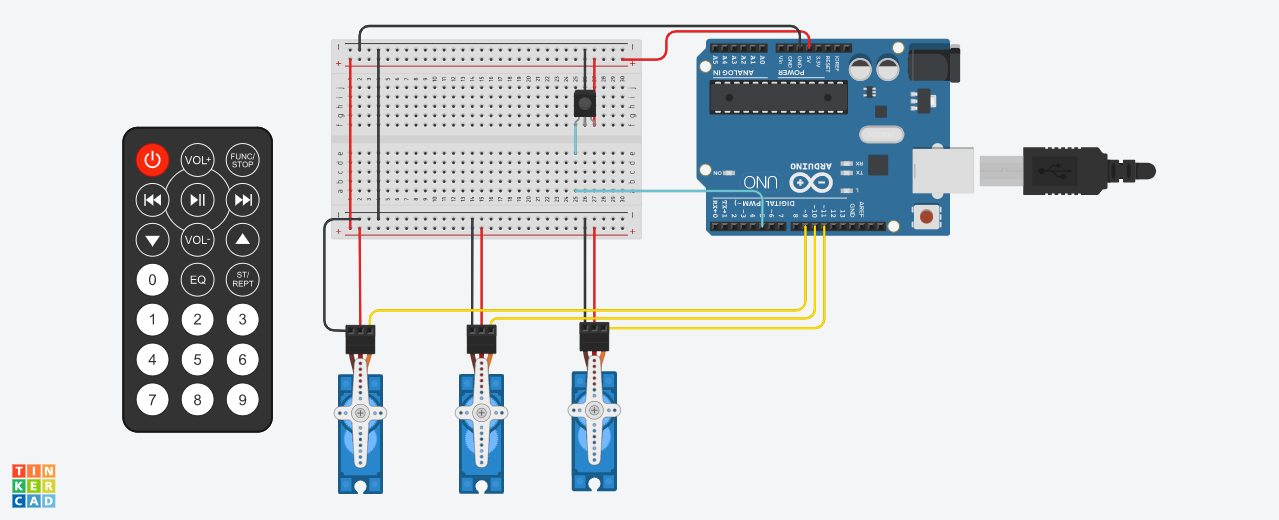 VOL+
FUNC/
STOP
VOL-
0
EQ
ST/
REPT
1
2
3
4
5
6
7
8
9
TIN
KER
CAD
A5
A4
A3
A2
A1
A0
ANALOG IN
Vin
GND
GND
5V
3.3V
RESET
IOREF
POWER
ARDUINO
UNO
ON
RX
TX
L
DIGITAL (PWM~)
RX←0
TX→1
2
~3
4
~6
7
8
~9
~10
~11
12
13
GND
AREF